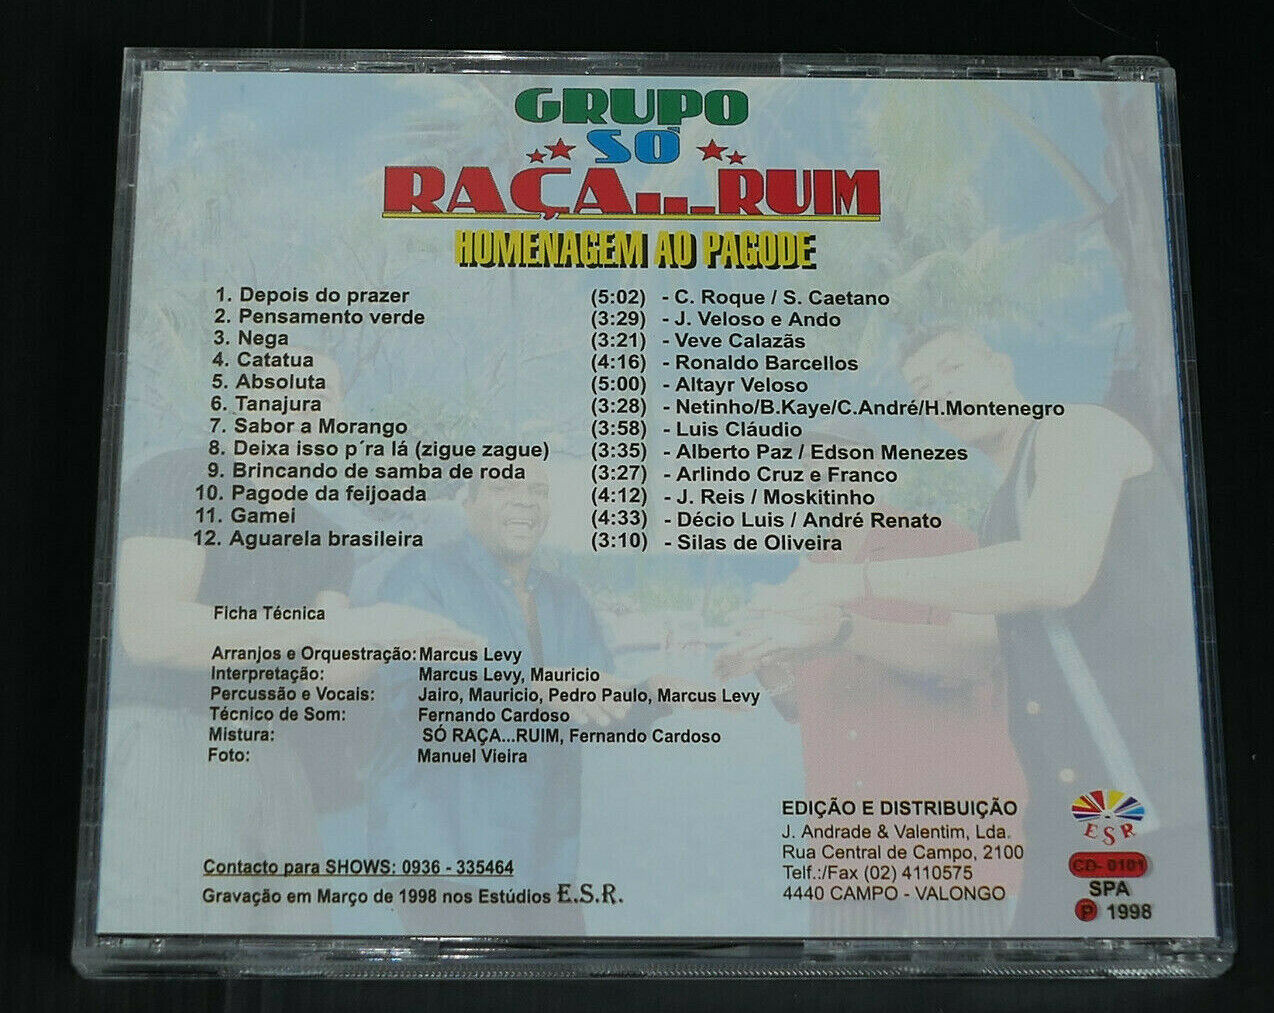 GRUPO
SÓ
RAÇA...RUIM
HOMENAGEM AO PAGODE
1. Depois do prazer (5:02) - C. Roque / S. Caetano
2. Pensamento verde (3:29) - J. Veloso e Ando
3. Nega (3:21) - Veve Calazãs
4. Catatua (4:16) - Ronaldo Barcellos
5. Absoluta (5:00) - Altayr Veloso
6. Tanajura (3:28) - Netinho/B.Kaye/C.André/H.Montenegro
7. Sabor a Morango (3:58) - Luis Cláudio
8. Deixa isso p´ra lá (zigue zague) (3:35) - Alberto Paz / Edson Menezes
9. Brincando de samba de roda (3:27) - Arlindo Cruz e Franco
10. Pagode da feijoada (4:12) - J. Reis / Moskitinho
11. Gamei (4:33) - Décio Luis / André Renato
12. Aguarela brasileira (3:10) - Silas de Oliveira
Ficha Técnica
Arranjos e Orquestração: Marcus Levy
Interpretação: Marcus Levy, Mauricio
Percussão e Vocais: Jairo, Mauricio, Pedro Paulo, Marcus Levy
Técnico de Som: Fernando Cardoso
Mistura: SÓ RAÇA...RUIM, Fernando Cardoso
Foto: Manuel Vieira
Contacto para SHOWS: 0936 - 335464
Gravação em Março de 1998 nos Estúdios E.S.R.
EDIÇÃO E DISTRIBUIÇÃO
J. Andrade & Valentim, Lda.
Rua Central de Campo, 2100
Telf.:/Fax (02) 4110575
4440 CAMPO - VALONGO
ESR
CD- 0101
SPA
P 1998